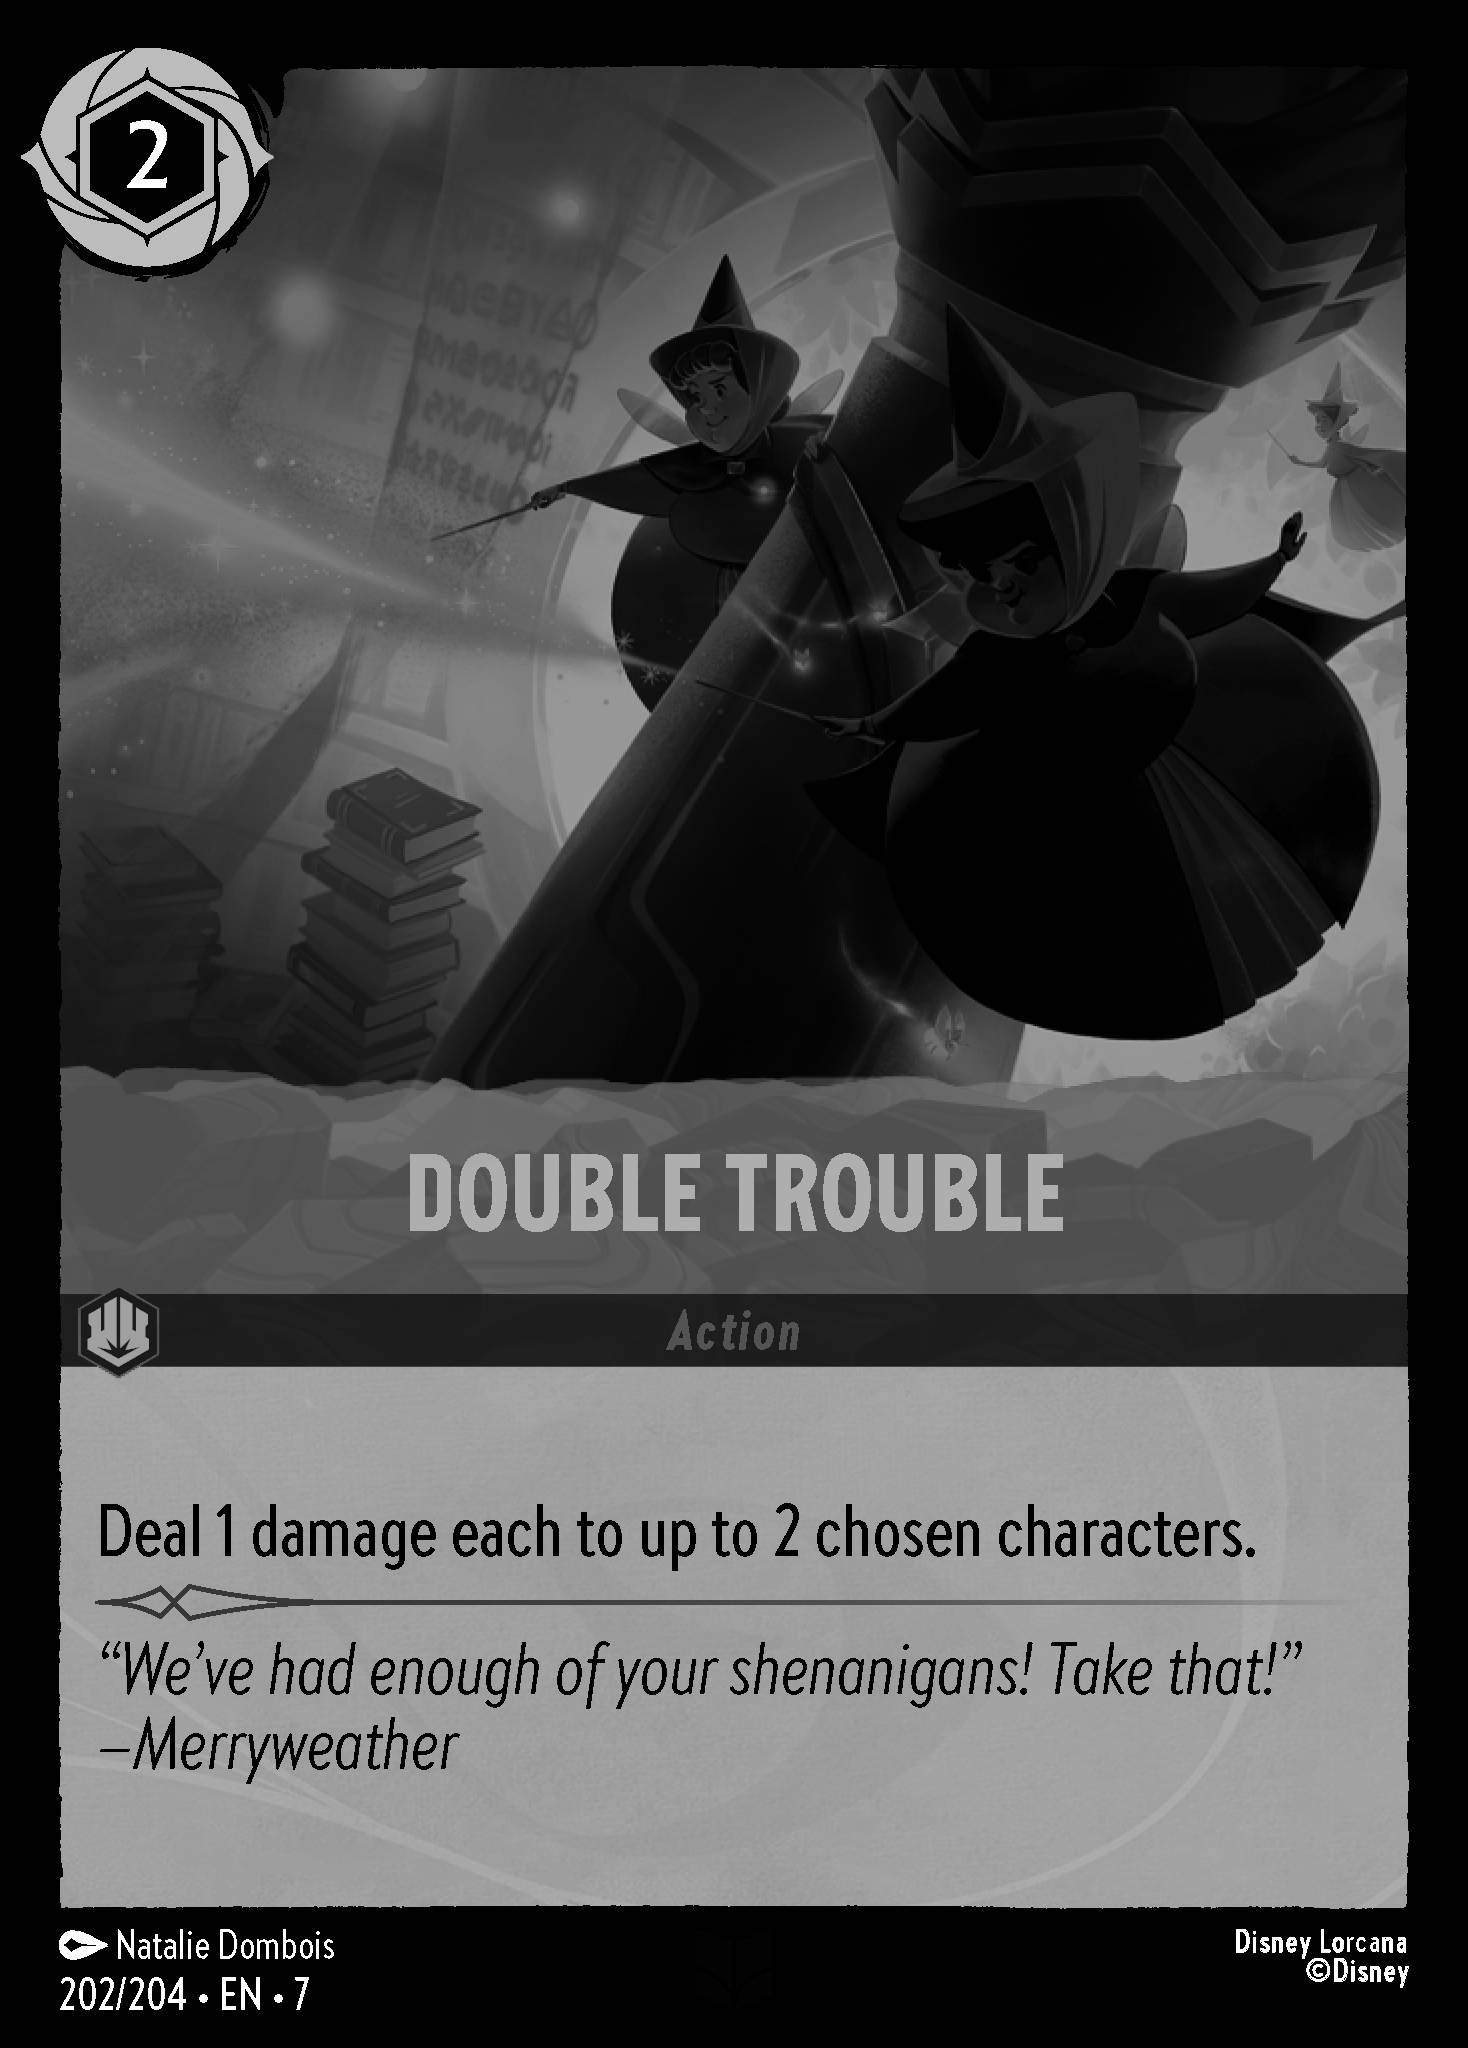 2
DOUBLE TROUBLE
Action
Deal 1 damage each to up to 2 chosen characters.
“We’ve had enough of your shenanigans! Take that!”
–Merryweather
Natalie Dombois
202/204 • EN • 7
Disney Lorcana
©Disney